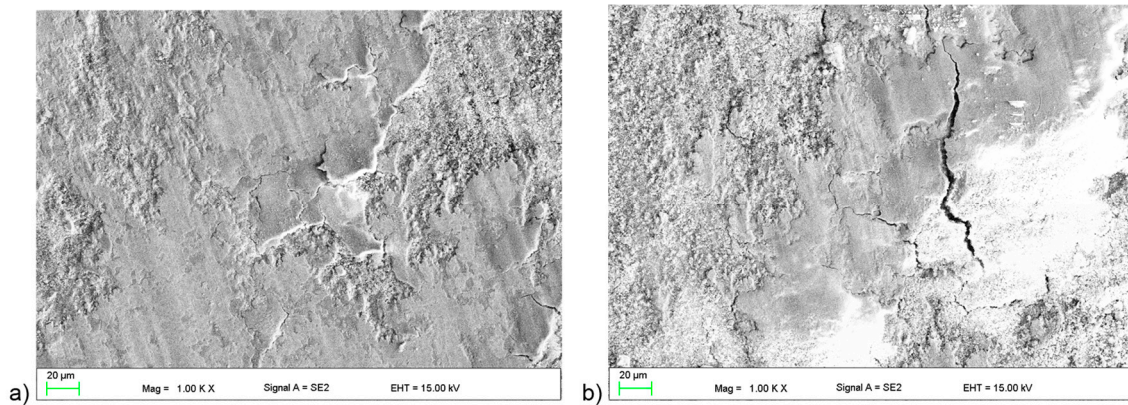 20 µm
Mag = 1.00 K X Signal A = SE2 EHT = 15.00 kV
a)
20 µm
Mag = 1.00 K X Signal A = SE2 EHT = 15.00 kV
b)